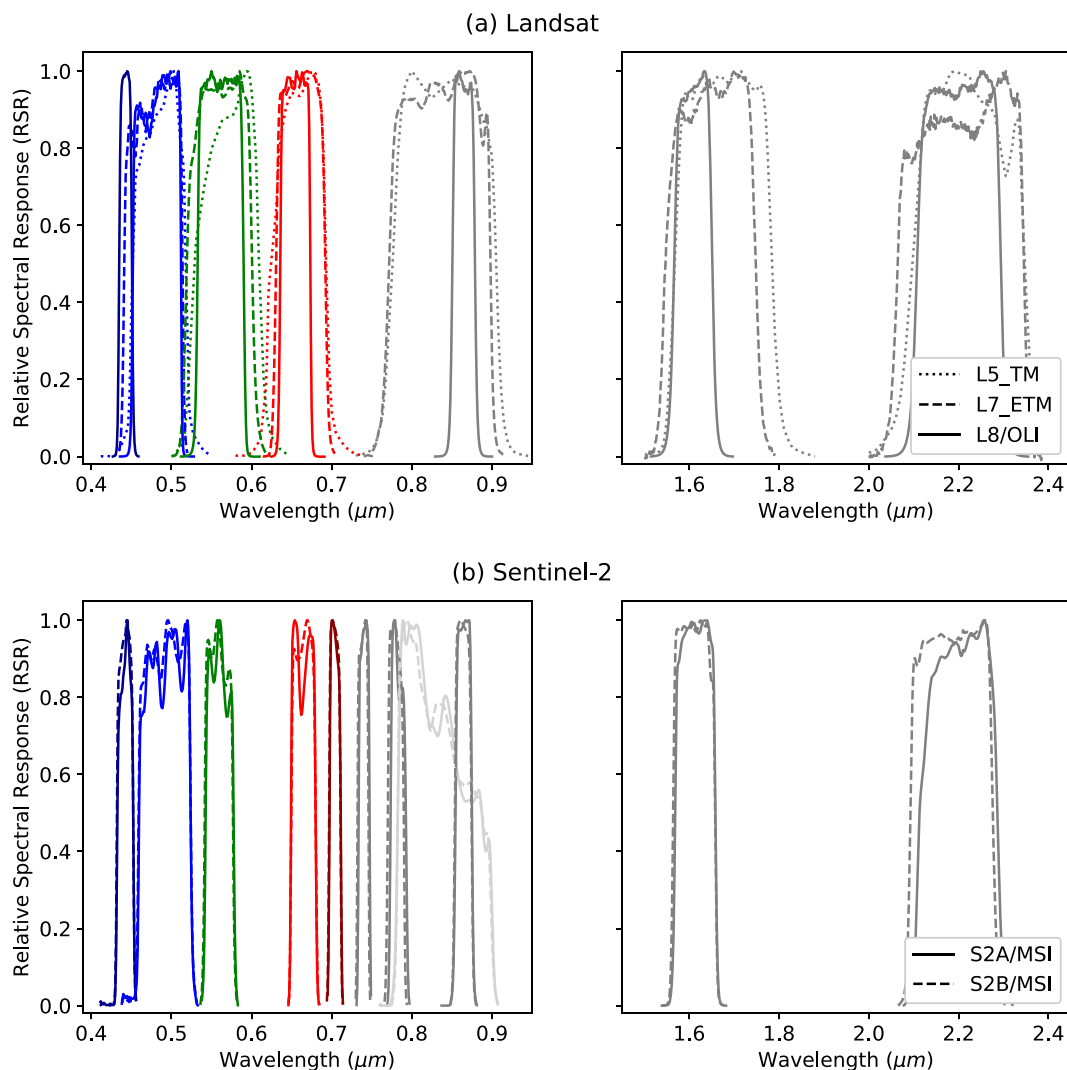 (a) Landsat
Relative Spectral Response (RSR)
1.0
0.8
0.6
0.4
0.2
0.0
0.4 0.5 0.6 0.7 0.8 0.9
Wavelength (μm)
L5_TM
L7_ETM
L8/OLI
1.6 1.8 2.0 2.2 2.4
Wavelength (μm)
(b) Sentinel-2
Relative Spectral Response (RSR)
1.0
0.8
0.6
0.4
0.2
0.0
0.4 0.5 0.6 0.7 0.8 0.9
Wavelength (μm)
S2A/MSI
S2B/MSI
1.6 1.8 2.0 2.2 2.4
Wavelength (μm)